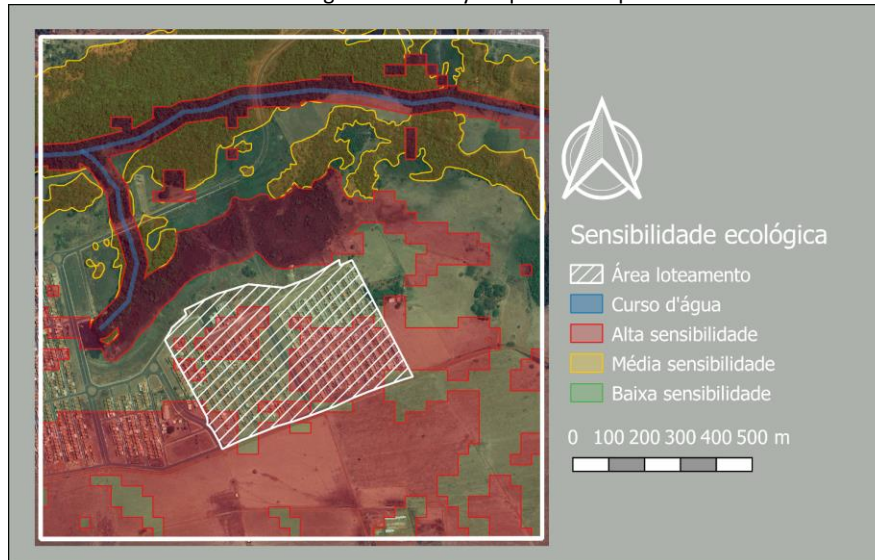 Sensibilidade ecológica
Área loteamento
Curso d'água
Alta sensibilidade
Média sensibilidade
Baixa sensibilidade
0 100 200 300 400 500 m